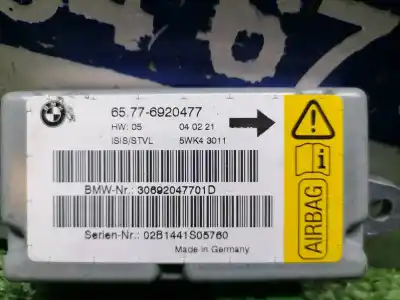 BMW
65.77-6920477
HW: 05 04 02 21
ISIS/STVL 5WK4 3011
BMW-Nr.: 30692047701D
Serien-Nr.: 02B1441S05760
Made in Germany
i
AIRBAG